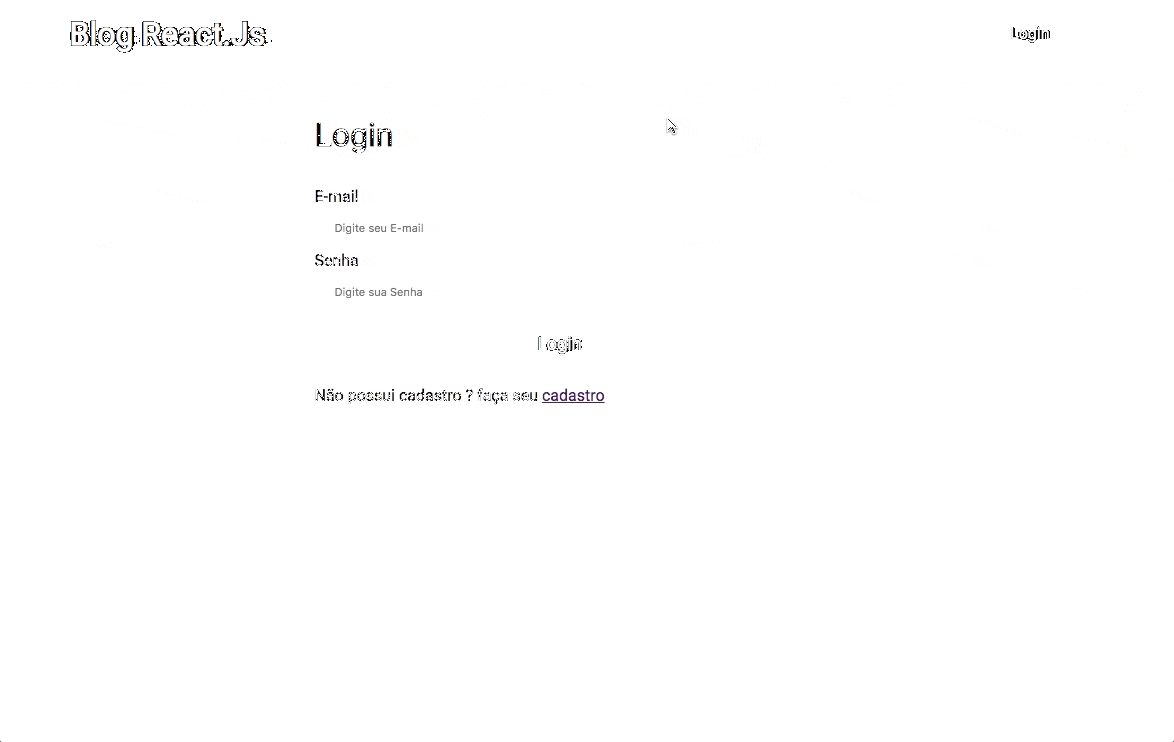 Blog React.Js
Login
Login
E-mail
Digite seu E-mail
Senha
Digite sua Senha
Login
Não possui cadastro ? faça seu cadastro